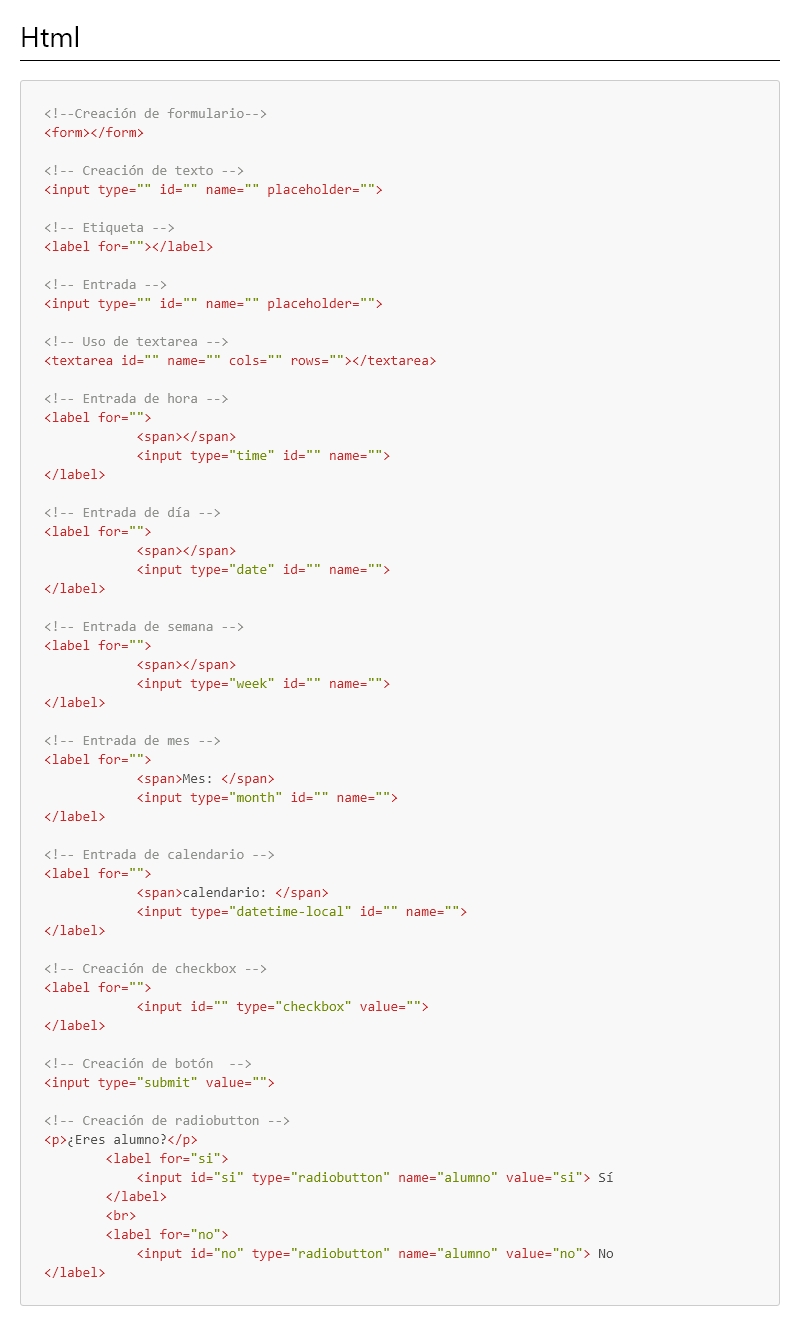 Html
<!--Creación de formulario-->
<form></form>
<!-- Creación de texto -->
<input type="" id="" name="" placeholder="">
<!-- Etiqueta -->
<label for=""></label>
<!-- Entrada -->
<input type="" id="" name="" placeholder="">
<!-- Uso de textarea -->
<textarea id="" name="" cols="" rows=""></textarea>
<!-- Entrada de hora -->
<label for="">
            <span></span>
            <input type="time" id="" name="">
</label>
<!-- Entrada de día -->
<label for="">
            <span></span>
            <input type="date" id="" name="">
</label>
<!-- Entrada de semana -->
<label for="">
            <span></span>
            <input type="week" id="" name="">
</label>
<!-- Entrada de mes -->
<label for="">
            <span>Mes: </span>
            <input type="month" id="" name="">
</label>
<!-- Entrada de calendario -->
<label for="">
            <span>calendario: </span>
            <input type="datetime-local" id="" name="">
</label>
<!-- Creación de checkbox -->
<label for="">
            <input id="" type="checkbox" value="">
</label>
<!-- Creación de botón  -->
<input type="submit" value="">
<!-- Creación de radiobutton -->
<p>¿Eres alumno?</p>
        <label for="si">
            <input id="si" type="radiobutton" name="alumno" value="si"> Sí
        </label>
        <br>
        <label for="no">
            <input id="no" type="radiobutton" name="alumno" value="no"> No
</label>